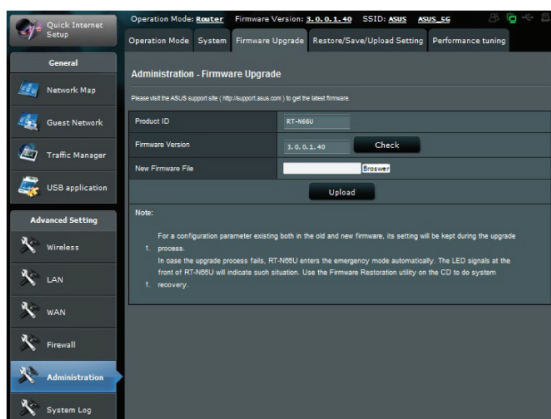 Quick Internet
Setup
General
Network Map
Guest Network
Traffic Manager
USB application
Advanced Setting
Wireless
LAN
WAN
Firewall
Administration
System Log
Operation Mode: Router Firmware Version: 3.0.0.1.40 SSID: ASUS ASUS_5G
Operation Mode System Firmware Upgrade Restore/Save/Upload Setting Performance tuning
Administration - Firmware Upgrade
Please visit the ASUS support site ( http://support.asus.com ) to get the latest firmware.
Product ID RT-N66U
Firmware Version 3.0.0.1.40 Check
New Firmware File Broswer
Upload
Note:
For a configuration parameter existing both in the old and new firmware, its setting will be kept during the upgrade
1. process.
In case the upgrade process fails, RT-N66U enters the emergency mode automatically. The LED signals at the
front of RT-N66U will indicate such situation. Use the Firmware Restoration utility on the CD to do system
1. recovery.